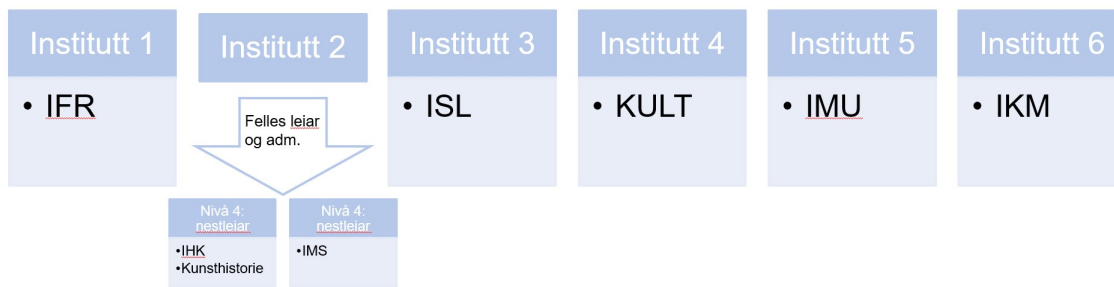 Institutt 1
• IFR
Institutt 2
Felles leiar
og adm.
Nivå 4:
nestleiar
•IHK
•Kunsthistorie
Nivå 4:
nestleiar
•IMS
Institutt 3
• ISL
Institutt 4
• KULT
Institutt 5
• IMU
Institutt 6
• IKM